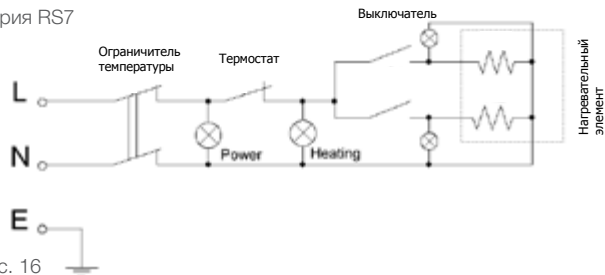 рия RS7
Выключатель
Ограничитель
температуры
Термостат
Нагревательный
элемент
L
N
Power
Heating
E
с. 16